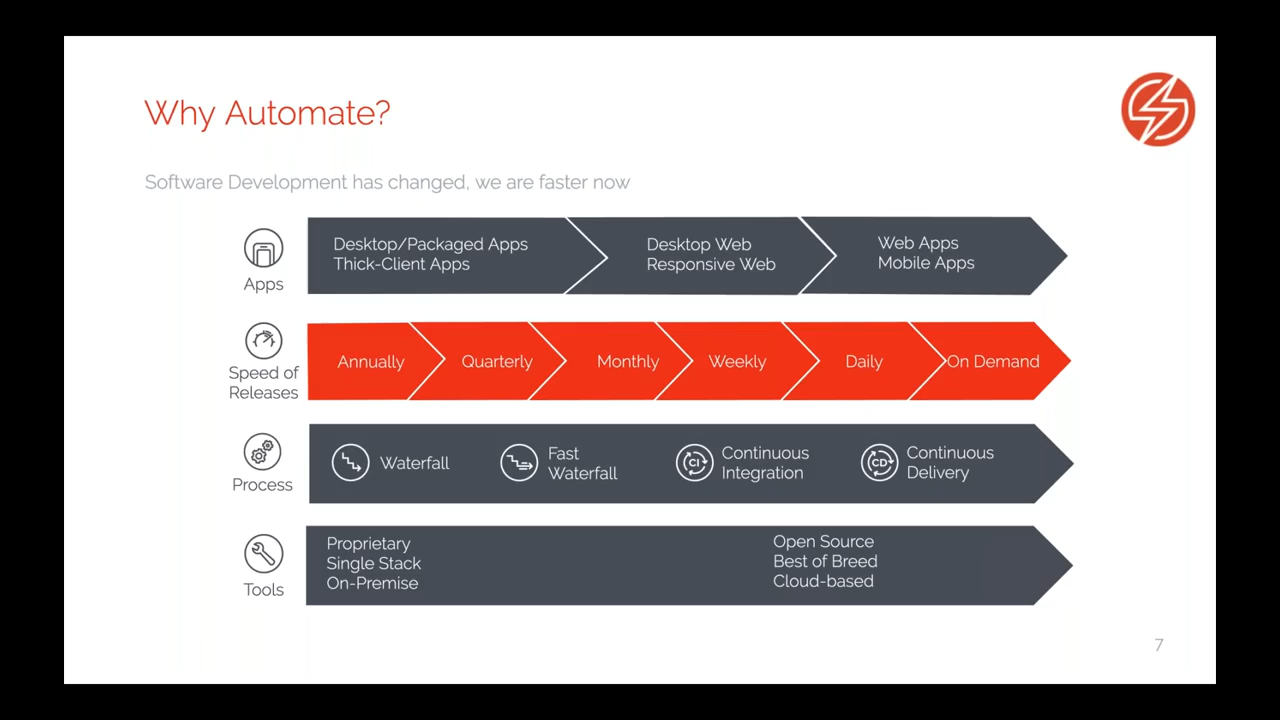 Why Automate?
Software Development has changed, we are faster now
Apps
Desktop/Packaged Apps
Thick-Client Apps
Desktop Web
Responsive Web
Web Apps
Mobile Apps
Speed of
Releases
Annually
Quarterly
Monthly
Weekly
Daily
On Demand
Process
Waterfall
Fast
Waterfall
CI
Continuous
Integration
CD
Continuous
Delivery
Tools
Proprietary
Single Stack
On-Premise
Open Source
Best of Breed
Cloud-based
7